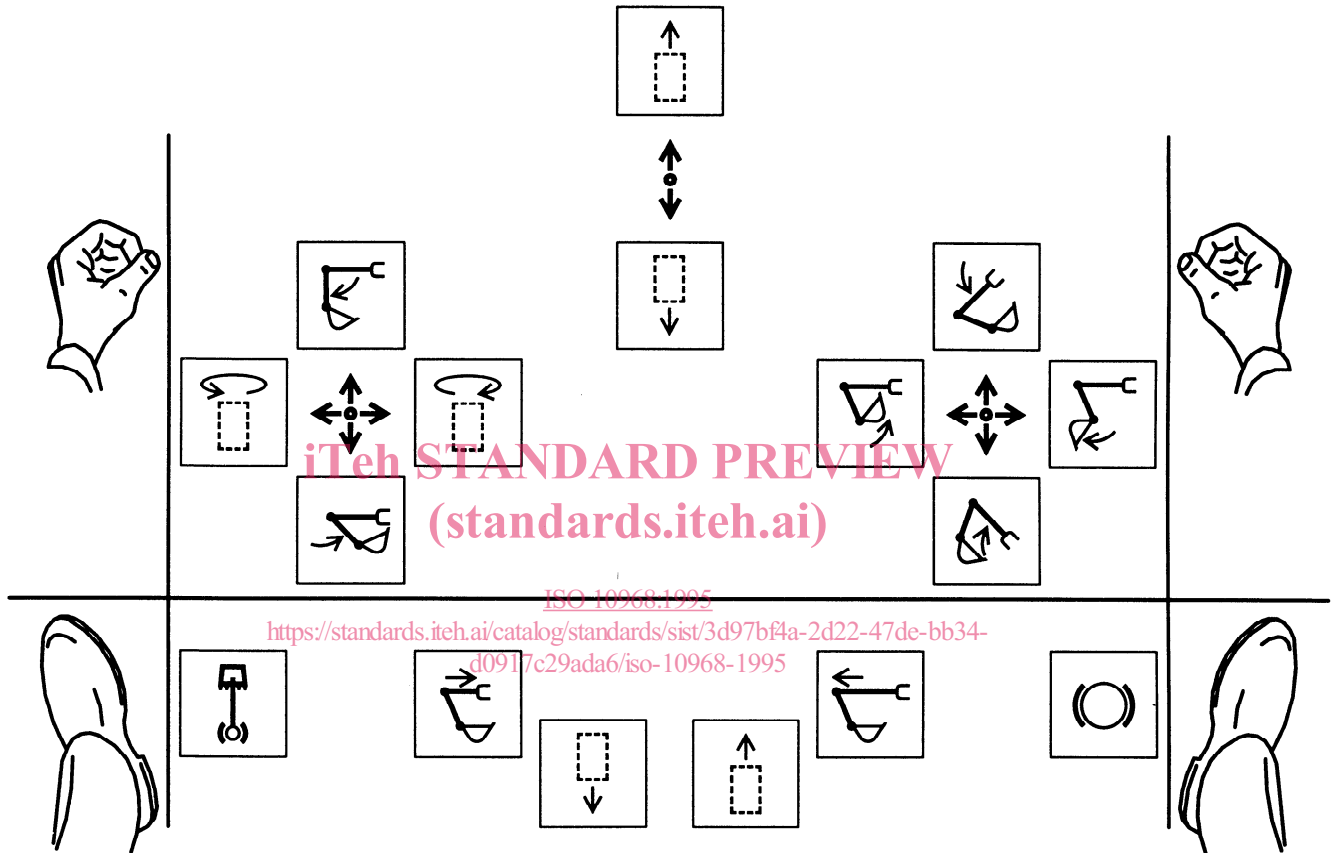 iTeh STANDARD PREVIEW
(standards.iteh.ai)
ISO 10968:1995
https://standards.iteh.ai/catalog/standards/sist/3d97bf4a-2d22-47de-bb34-
d0917c29ada6/iso-10968-1995